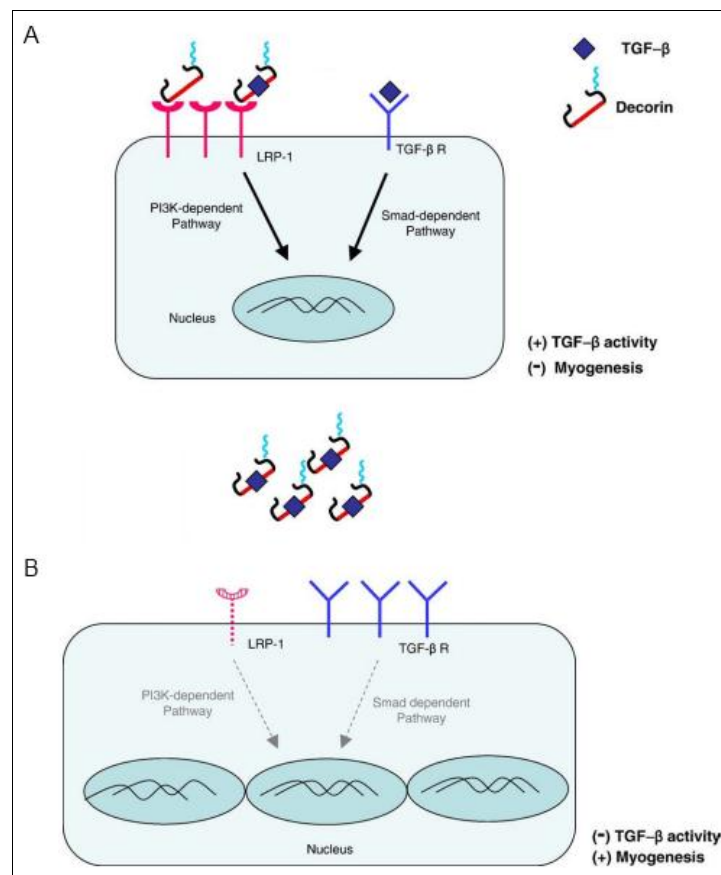 A
TGF–β
Decorin
LRP-1
TGF-β R
PI3K-dependent
Pathway
Smad-dependent
Pathway
Nucleus
(+) TGF–β activity
(-) Myogenesis
B
LRP-1
TGF-β R
PI3K-dependent
Pathway
Smad dependent
Pathway
Nucleus
(-) TGF–β activity
(+) Myogenesis